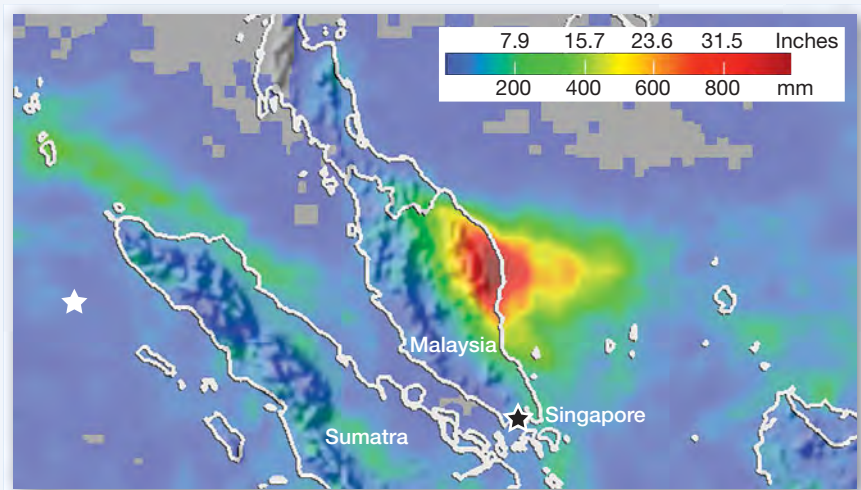 7.9 15.7 23.6 31.5 Inches
200 400 600 800 mm
Malaysia
Singapore
Sumatra